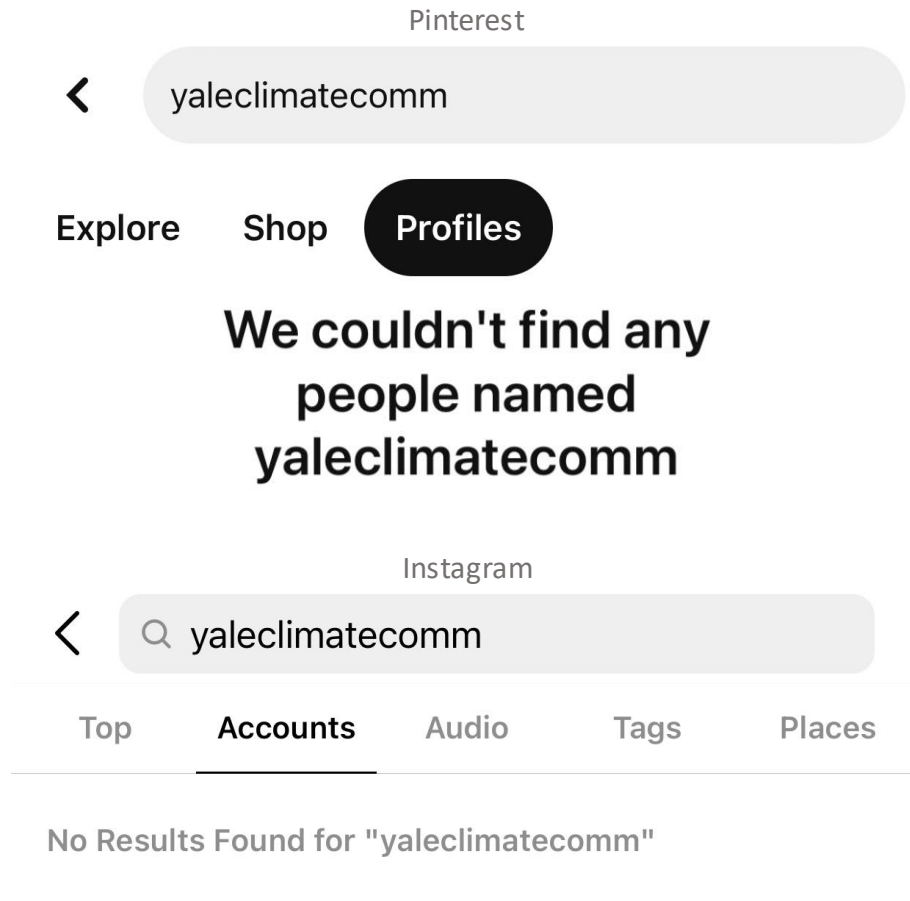 Pinterest
yaleclimatecomm
Explore Shop Profiles
We couldn't find any
people named
yaleclimatecomm
Instagram
yaleclimatecomm
Top Accounts Audio Tags Places
No Results Found for "yaleclimatecomm"